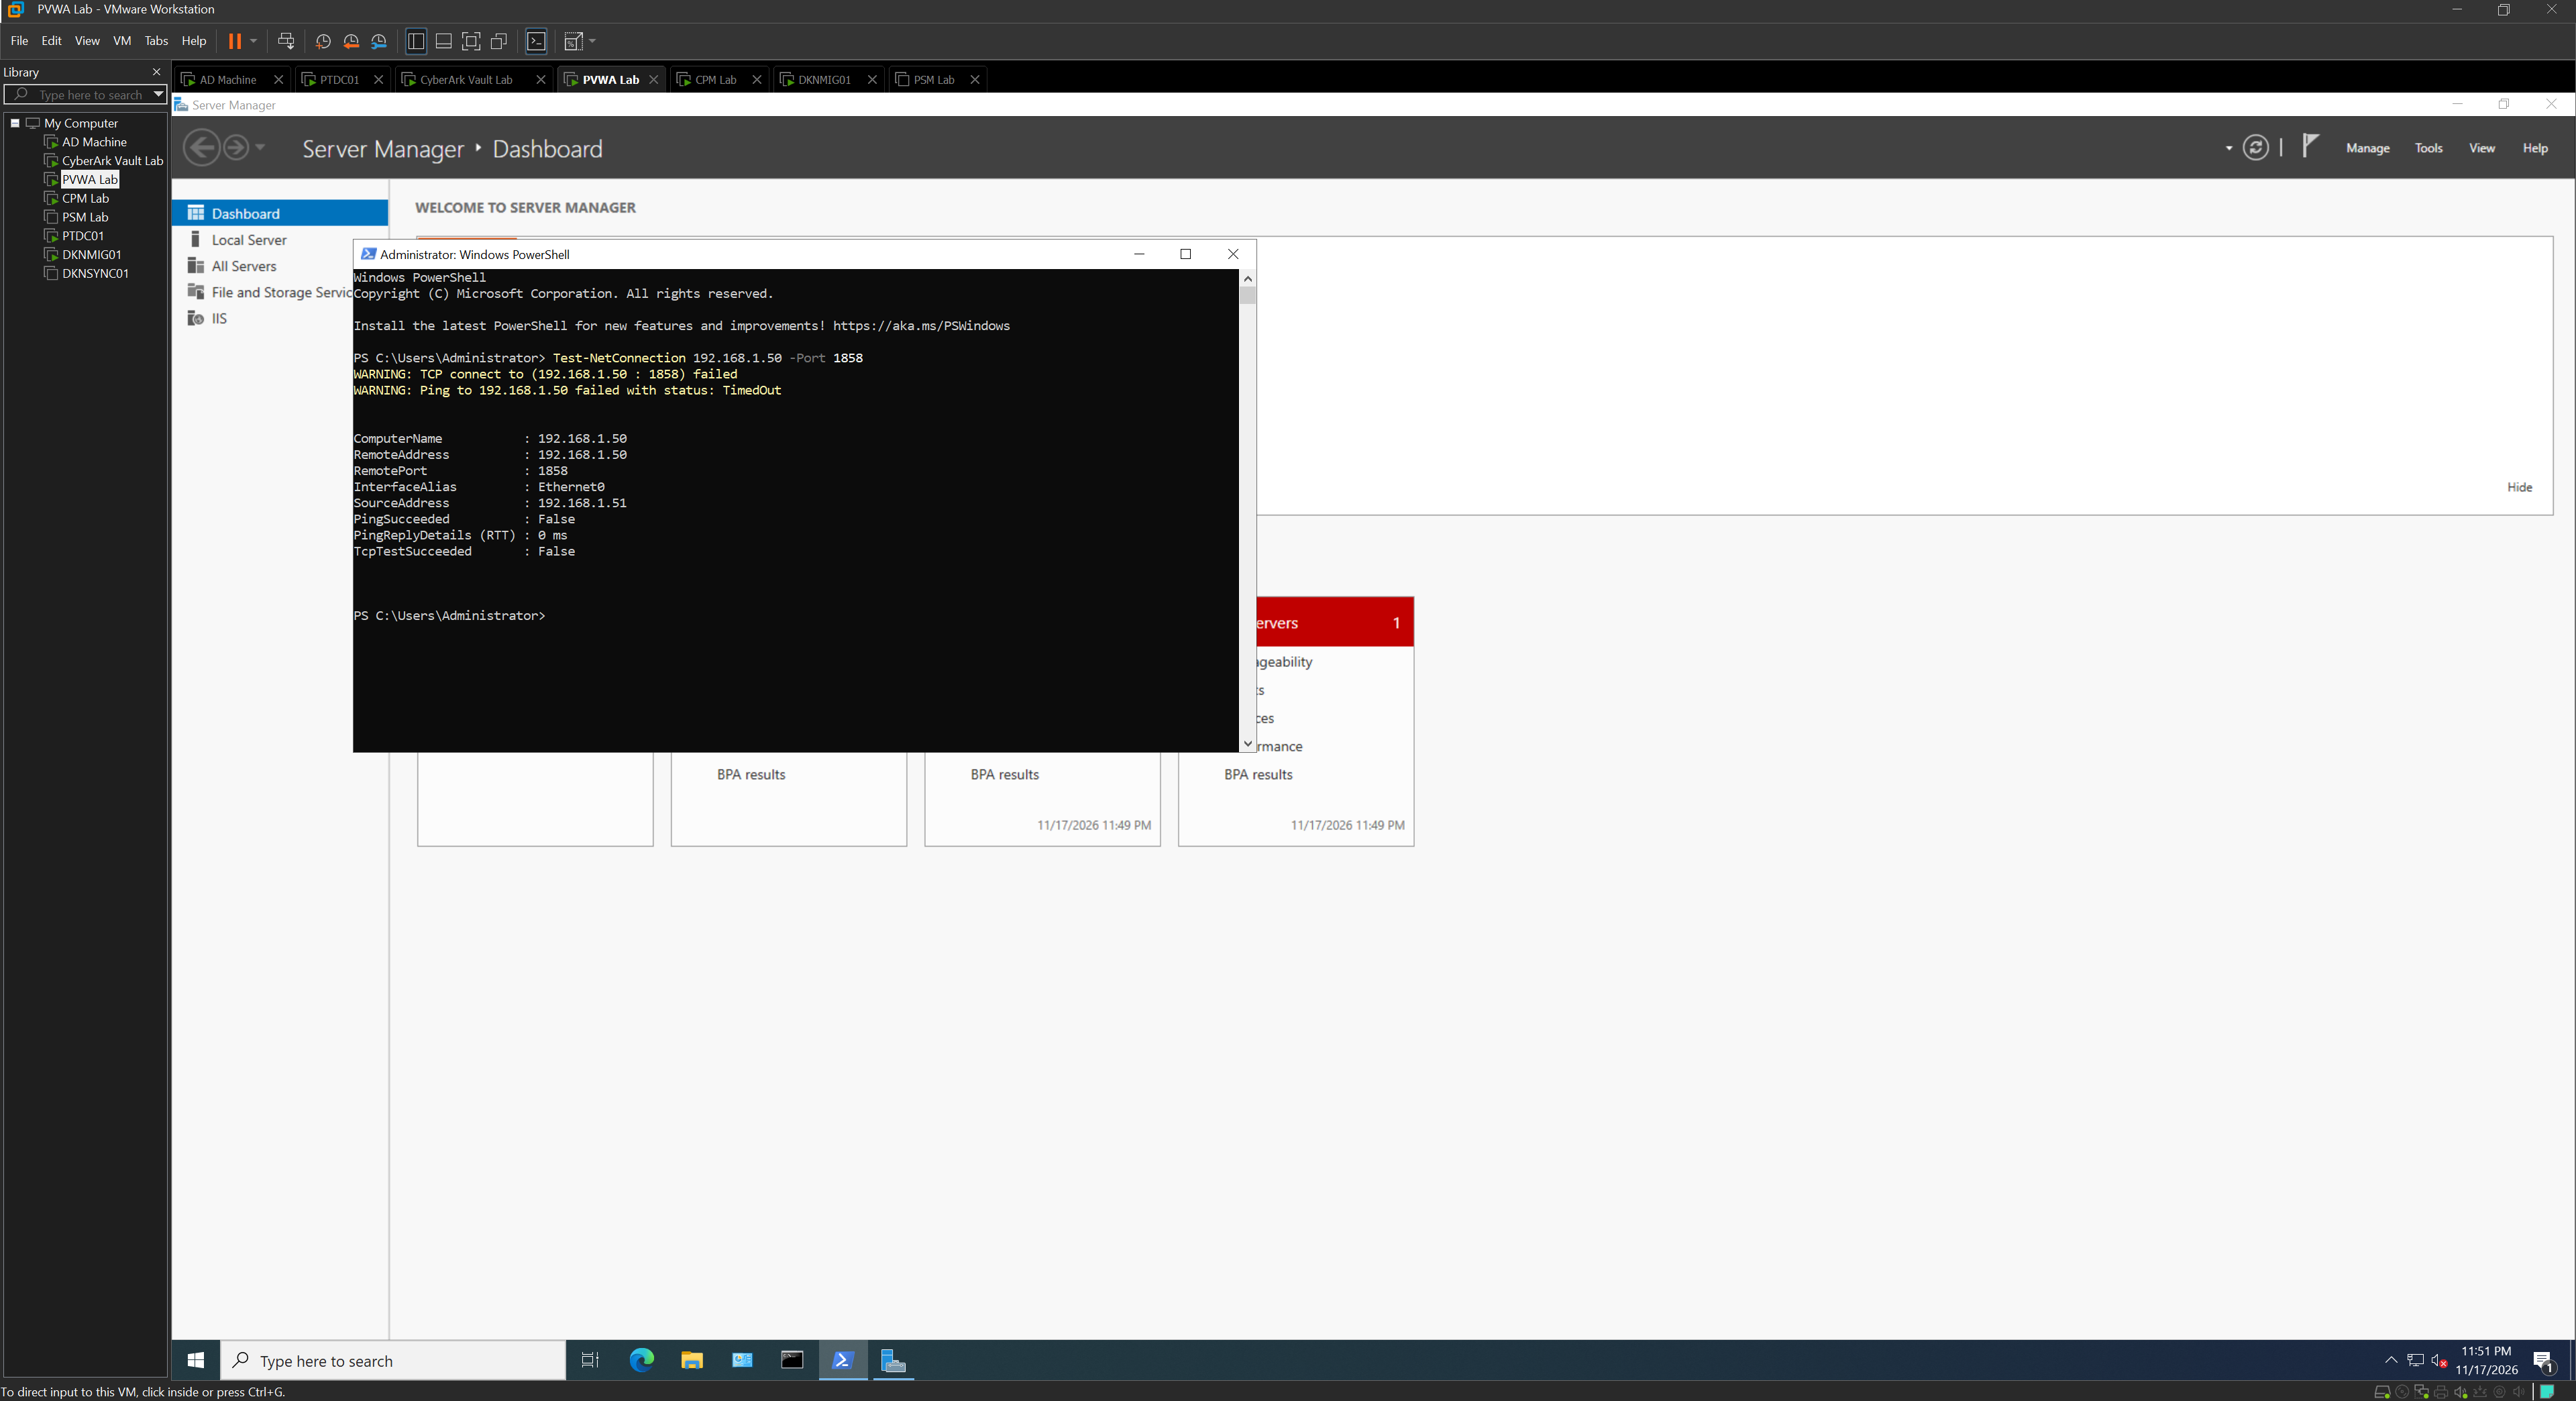 PVWA Lab - VMware Workstation
File Edit View VM Tabs Help
Library
Type here to search
My Computer
AD Machine
CyberArk Vault Lab
PVWA Lab
CPM Lab
PSM Lab
PTDC01
DKNMIG01
DKNSYNC01
AD Machine PTDC01 CyberArk Vault Lab PVWA Lab CPM Lab DKNMIG01 PSM Lab
Server Manager
Server Manager Dashboard
Manage Tools View Help
Dashboard
Local Server
All Servers
File and Storage Servic
IIS
WELCOME TO SERVER MANAGER
Administrator: Windows PowerShell
Windows PowerShell
Copyright (C) Microsoft Corporation. All rights reserved.
Install the latest PowerShell for new features and improvements! https://aka.ms/PSWindows
PS C:\Users\Administrator> Test-NetConnection 192.168.1.50 -Port 1858
WARNING: TCP connect to (192.168.1.50 : 1858) failed
WARNING: Ping to 192.168.1.50 failed with status: TimedOut
ComputerName : 192.168.1.50
RemoteAddress : 192.168.1.50
RemotePort : 1858
InterfaceAlias : Ethernet0
SourceAddress : 192.168.1.51
PingSucceeded : False
PingReplyDetails (RTT) : 0 ms
TcpTestSucceeded : False
PS C:\Users\Administrator>
Hide
ervers 1
ageability
ts
ces
rmance
BPA results
BPA results
BPA results
11/17/2026 11:49 PM
11/17/2026 11:49 PM
Type here to search
11:51 PM
11/17/2026
1
To direct input to this VM, click inside or press Ctrl+G.